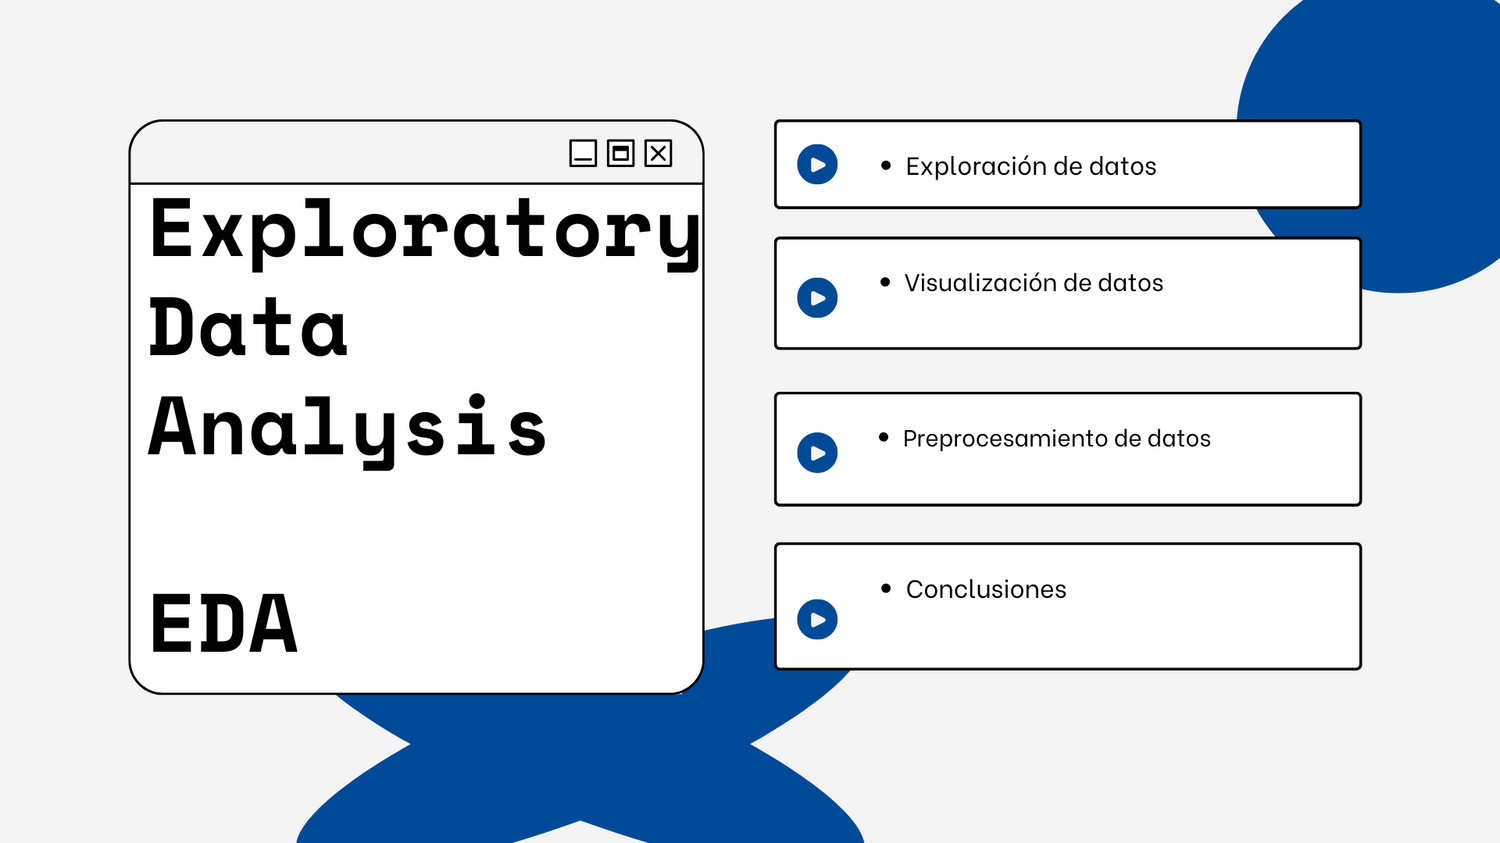 Exploratory
Data
Analysis
EDA
• Exploración de datos
• Visualización de datos
• Preprocesamiento de datos
• Conclusiones